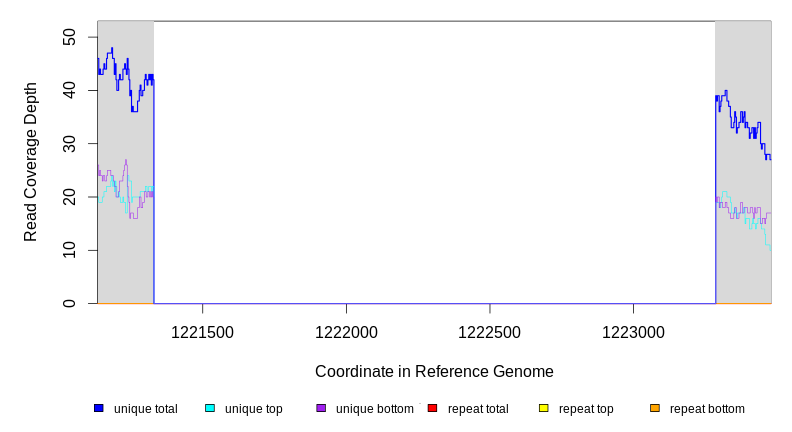 50
40
30
20
10
0
Read Coverage Depth
1221500 1222000 1222500 1223000
Coordinate in Reference Genome
unique total unique top unique bottom repeat total repeat top repeat bottom